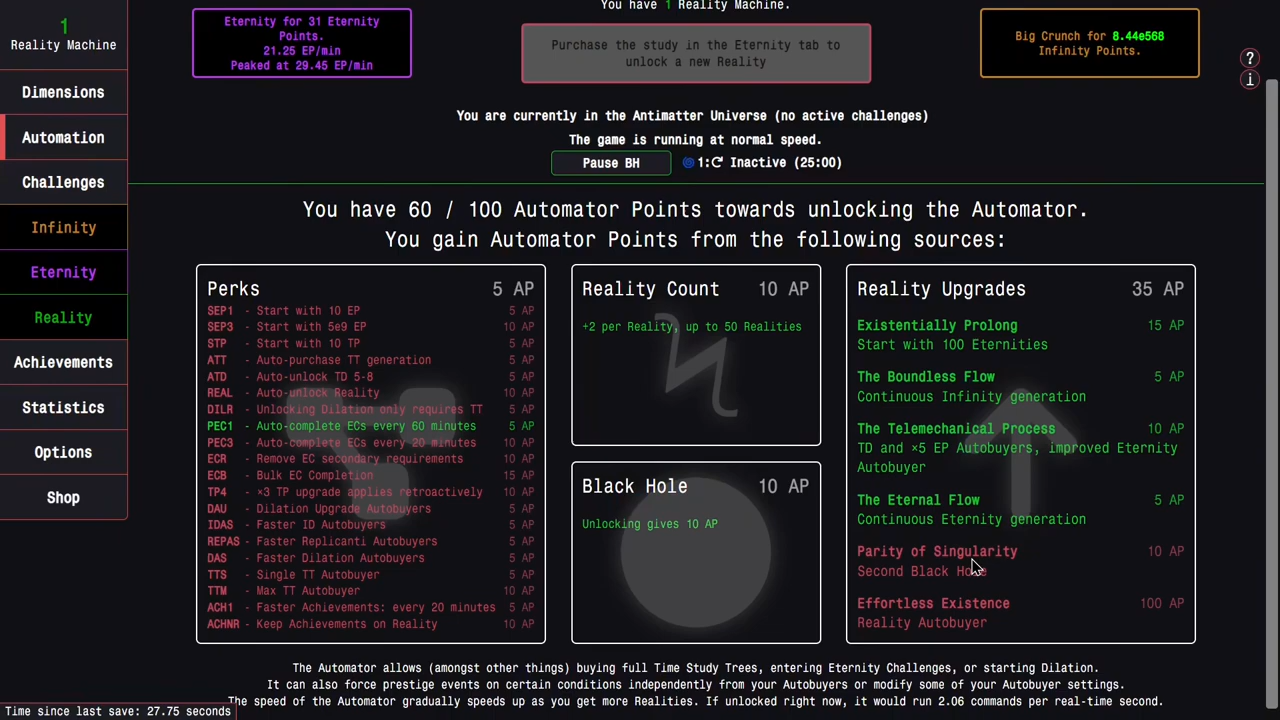 1
Reality Machine
Dimensions
Automation
Challenges
Infinity
Eternity
Reality
Achievements
Statistics
Options
Shop
You have 1 Reality Machine.
Eternity for 31 Eternity
Points.
21.25 EP/min
Peaked at 29.45 EP/min
Purchase the study in the Eternity tab to
unlock a new Reality
Big Crunch for 8.44e568
Infinity Points.
?
i
You are currently in the Antimatter Universe (no active challenges)
The game is running at normal speed.
Pause BH
1: Inactive (25:00)
You have 60 / 100 Automator Points towards unlocking the Automator.
You gain Automator Points from the following sources:
Perks 5 AP
SEP1 - Start with 10 EP 5 AP
SEP3 - Start with 5e9 EP 10 AP
STP - Start with 10 TP 5 AP
ATT - Auto-purchase TT generation 5 AP
ATD - Auto-unlock TD 5-8 5 AP
REAL - Auto-unlock Reality 10 AP
DILR - Unlocking Dilation only requires TT 5 AP
PEC1 - Auto-complete ECs every 60 minutes 5 AP
PEC3 - Auto-complete ECs every 20 minutes 10 AP
ECR - Remove EC secondary requirements 10 AP
ECB - Bulk EC Completion 15 AP
TP4 - ×3 TP upgrade applies retroactively 10 AP
DAU - Dilation Upgrade Autobuyers 5 AP
IDAS - Faster ID Autobuyers 5 AP
REPAS - Faster Replicanti Autobuyers 5 AP
DAS - Faster Dilation Autobuyers 5 AP
TTS - Single TT Autobuyer 5 AP
TTM - Max TT Autobuyer 10 AP
ACH1 - Faster Achievements: every 20 minutes 5 AP
ACHNR - Keep Achievements on Reality 10 AP
Reality Count 10 AP
+2 per Reality, up to 50 Realities
Black Hole 10 AP
Unlocking gives 10 AP
Reality Upgrades 35 AP
Existentially Prolong 15 AP
Start with 100 Eternities
The Boundless Flow 5 AP
Continuous Infinity generation
The Telemechanical Process 10 AP
TD and ×5 EP Autobuyers, improved Eternity
Autobuyer
The Eternal Flow 5 AP
Continuous Eternity generation
Parity of Singularity 10 AP
Second Black Hole
Effortless Existence 100 AP
Reality Autobuyer
The Automator allows (amongst other things) buying full Time Study Trees, entering Eternity Challenges, or starting Dilation.
It can also force prestige events on certain conditions independently from your Autobuyers or modify some of your Autobuyer settings.
The speed of the Automator gradually speeds up as you get more Realities. If unlocked right now, it would run 2.06 commands per real-time second.
Time since last save: 27.75 seconds